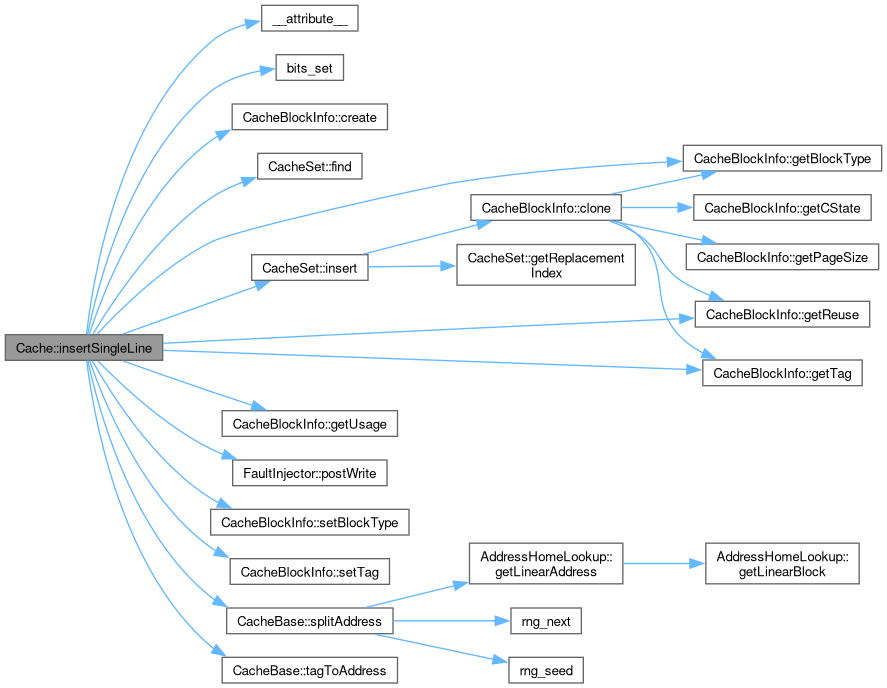 __attribute__
bits_set
CacheBlockInfo::create
CacheSet::find
CacheBlockInfo::getBlockType
CacheBlockInfo::clone
CacheBlockInfo::getCState
CacheSet::insert
CacheSet::getReplacement
Index
CacheBlockInfo::getPageSize
CacheBlockInfo::getReuse
Cache::insertSingleLine
CacheBlockInfo::getTag
CacheBlockInfo::getUsage
FaultInjector::postWrite
CacheBlockInfo::setBlockType
CacheBlockInfo::setTag
AddressHomeLookup::
getLinearAddress
AddressHomeLookup::
getLinearBlock
CacheBase::splitAddress
rng_next
CacheBase::tagToAddress
rng_seed